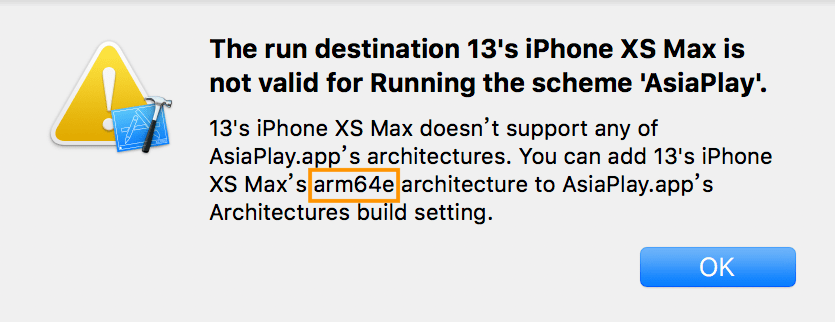 The run destination 13's iPhone XS Max is
not valid for Running the scheme 'AsiaPlay'.
13's iPhone XS Max doesn’t support any of
AsiaPlay.app’s architectures. You can add 13's iPhone
XS Max’s arm64e architecture to AsiaPlay.app’s
Architectures build setting.
OK